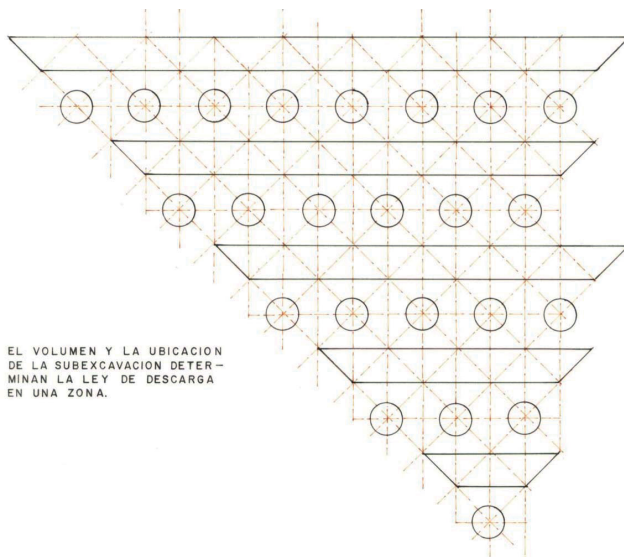 EL VOLUMEN Y LA UBICACION
DE LA SUBEXCAVACION DETER-
MINAN LA LEY DE DESCARGA
EN UNA ZONA.